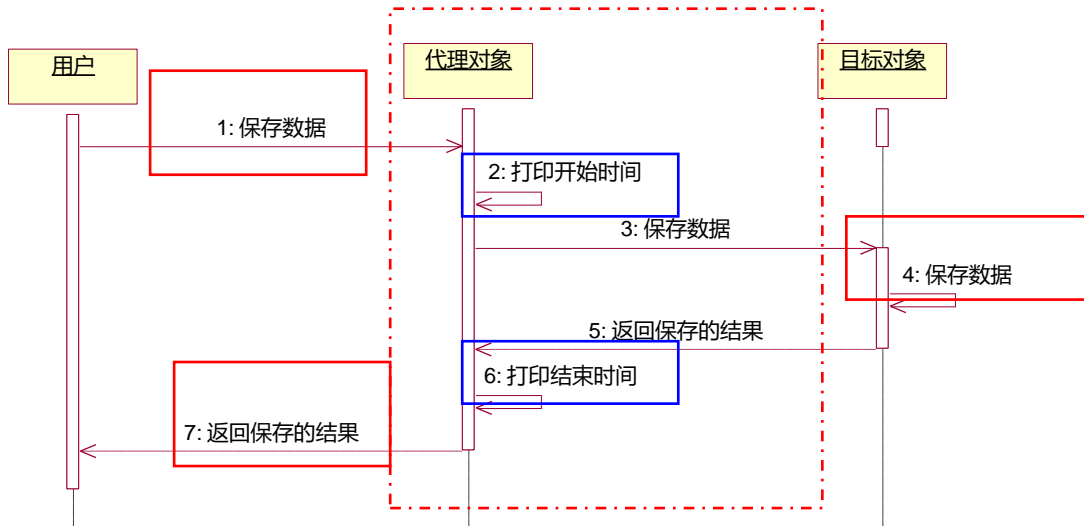 用户
代理对象
目标对象
1: 保存数据
2: 打印开始时间
3: 保存数据
4: 保存数据
5: 返回保存的结果
6: 打印结束时间
7: 返回保存的结果